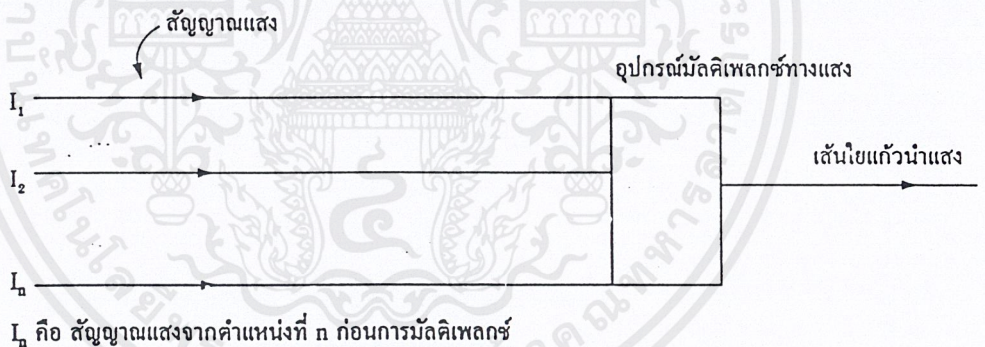 สัญญาณแสง
อุปกรณ์มัลติเพลกซ์ทางแสง
I₁
...
เส้นใยแก้วนำแสง
I₂
Iₙ
Iₙ คือ สัญญาณแสงจากตำแหน่งที่ n ก่อนการมัลติเพลกซ์